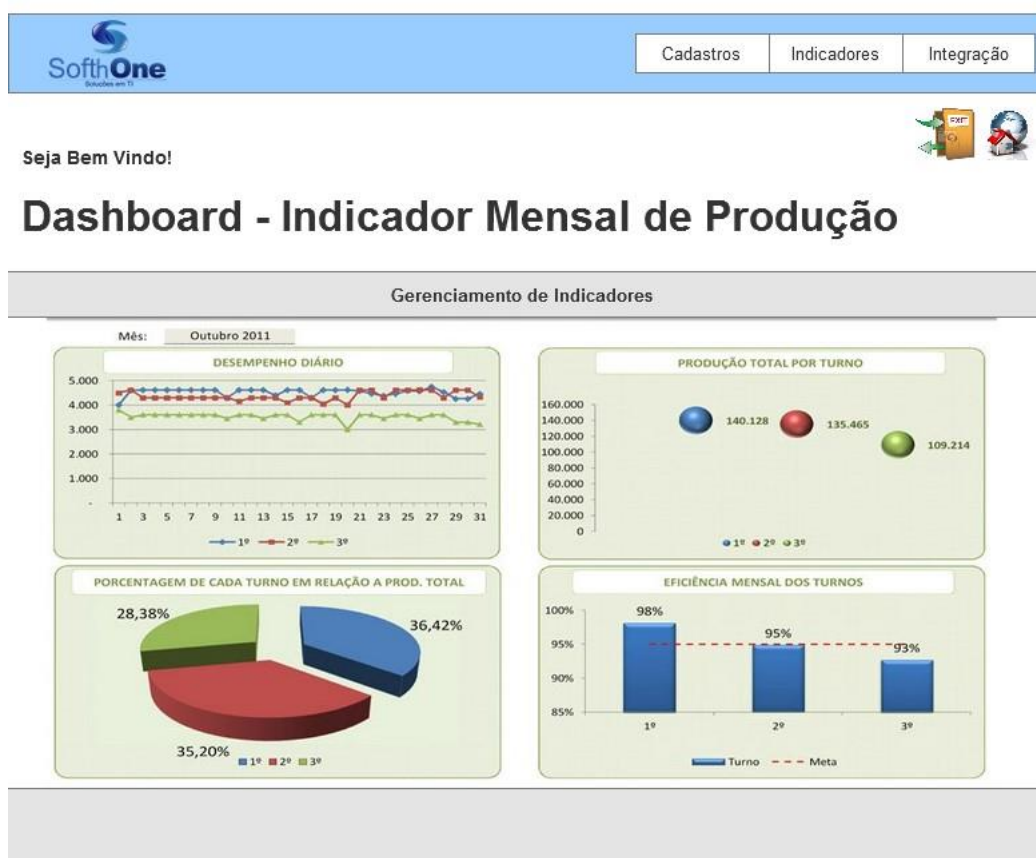 SofthOne
Soluções em TI
Cadastros Indicadores Integração
EXIT
Seja Bem Vindo!
Dashboard - Indicador Mensal de Produção
Gerenciamento de Indicadores
Mês: Outubro 2011
DESEMPENHO DIÁRIO
5.000
4.000
3.000
2.000
1.000
-
1 3 5 7 9 11 13 15 17 19 21 23 25 27 29 31
1º 2º 3º
PRODUÇÃO TOTAL POR TURNO
160.000
140.000
120.000
100.000
80.000
60.000
40.000
20.000
0
140.128 135.465 109.214
1º 2º 3º
PORCENTAGEM DE CADA TURNO EM RELAÇÃO A PROD. TOTAL
28,38%
36,42%
35,20%
1º 2º 3º
EFICIÊNCIA MENSAL DOS TURNOS
100%
95%
90%
85%
98%
95%
93%
1º 2º 3º
Turno Meta